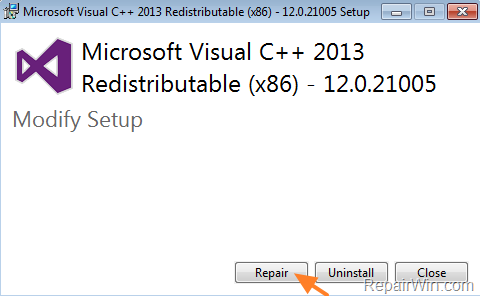 Microsoft Visual C++ 2013 Redistributable (x86) - 12.0.21005 Setup
Microsoft Visual C++ 2013
Redistributable (x86) - 12.0.21005
Modify Setup
Repair Uninstall Close
RepairWin.com